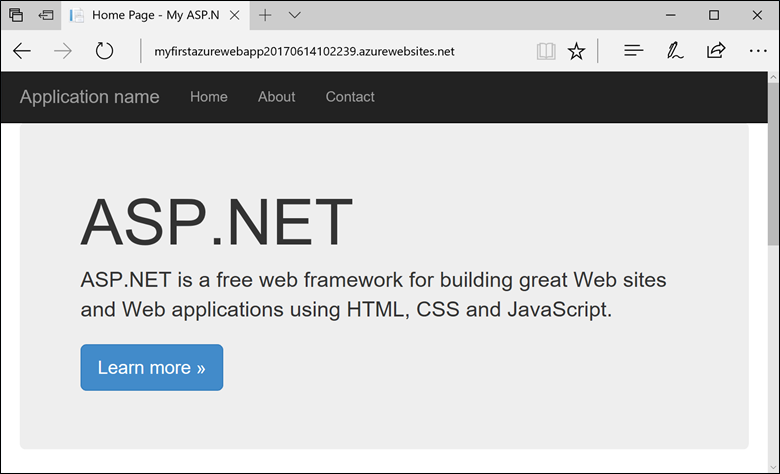 Home Page - My ASP.N
myfirstazurewebapp20170614102239.azurewebsites.net
Application name Home About Contact
ASP.NET
ASP.NET is a free web framework for building great Web sites
and Web applications using HTML, CSS and JavaScript.
Learn more »